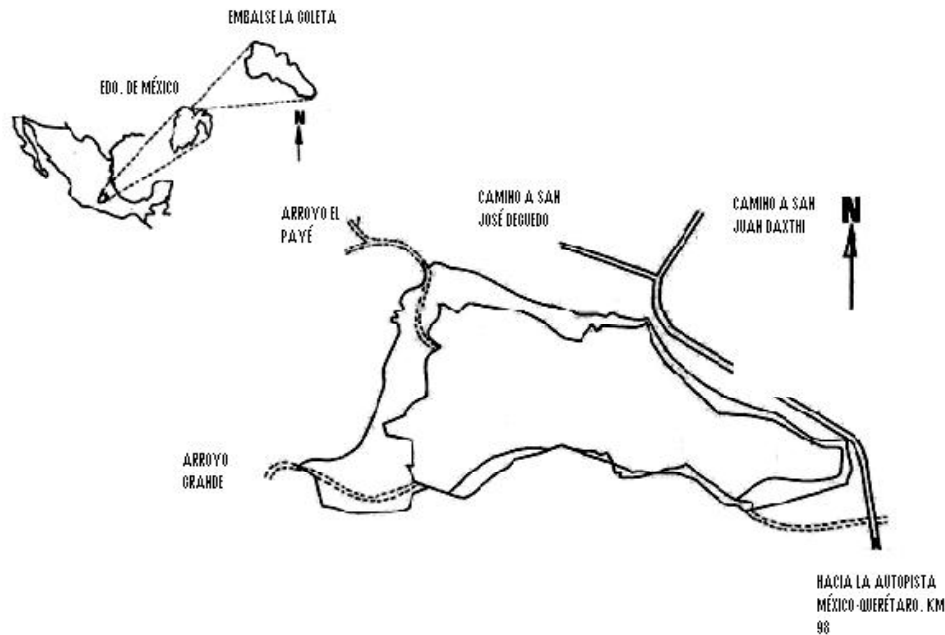 EMBALSE LA GOLETA
EDO. DE MÉXICO
N
ARROYO EL
PAYÉ
CAMINO A SAN
JOSÉ DEGUEDO
CAMINO A SAN
JUAN DAXTHI
N
ARROYO
GRANDE
HACIA LA AUTOPISTA
MÉXICO-QUERÉTARO. KM
98